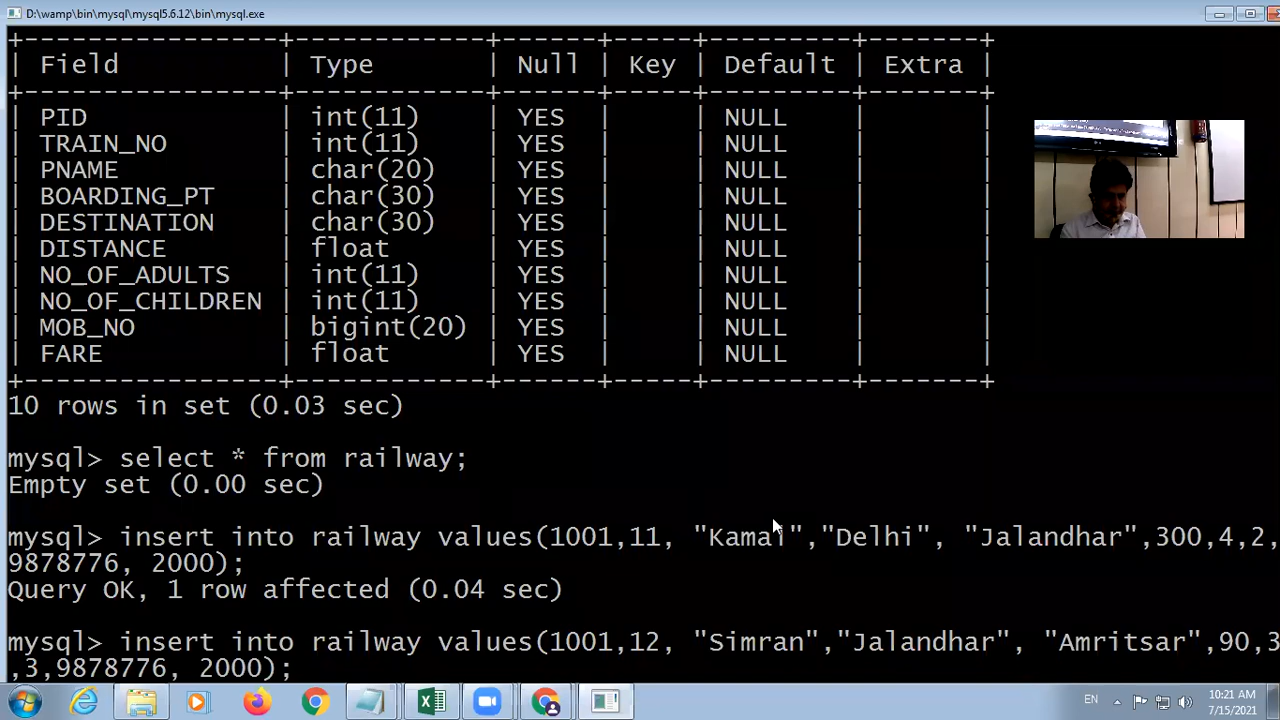 D:\wamp\bin\mysql\mysql5.6.12\bin\mysql.exe
+-----------------+------------+------+-----+---------+-------+
| Field | Type | Null | Key | Default | Extra |
+-----------------+------------+------+-----+---------+-------+
| PID | int(11) | YES | | NULL | |
| TRAIN_NO | int(11) | YES | | NULL | |
| PNAME | char(20) | YES | | NULL | |
| BOARDING_PT | char(30) | YES | | NULL | |
| DESTINATION | char(30) | YES | | NULL | |
| DISTANCE | float | YES | | NULL | |
| NO_OF_ADULTS | int(11) | YES | | NULL | |
| NO_OF_CHILDREN | int(11) | YES | | NULL | |
| MOB_NO | bigint(20) | YES | | NULL | |
| FARE | float | YES | | NULL | |
+-----------------+------------+------+-----+---------+-------+
10 rows in set (0.03 sec)
mysql> select * from railway;
Empty set (0.00 sec)
mysql> insert into railway values(1001,11, "Kamal","Delhi", "Jalandhar",300,4,2,
9878776, 2000);
Query OK, 1 row affected (0.04 sec)
mysql> insert into railway values(1001,12, "Simran","Jalandhar", "Amritsar",90,3
,3,9878776, 2000);
EN
10:21 AM
7/15/2021